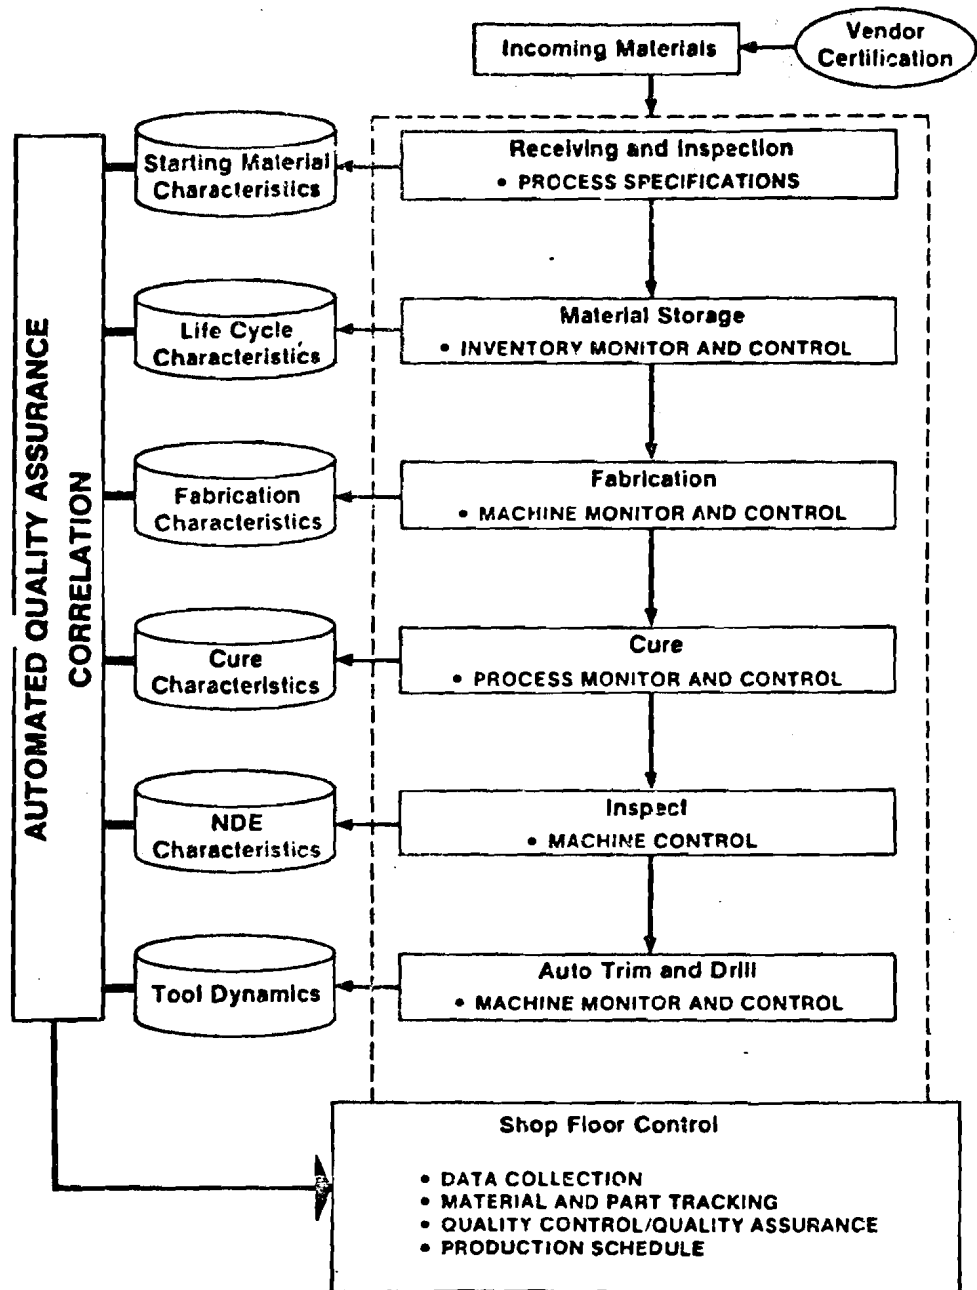 Vendor
Certification
Incoming Materials
Receiving and Inspection
• PROCESS SPECIFICATIONS
Starting Material
Characteristics
Material Storage
• INVENTORY MONITOR AND CONTROL
Life Cycle
Characteristics
Fabrication
• MACHINE MONITOR AND CONTROL
Fabrication
Characteristics
Cure
• PROCESS MONITOR AND CONTROL
Cure
Characteristics
Inspect
• MACHINE CONTROL
NDE
Characteristics
Auto Trim and Drill
• MACHINE MONITOR AND CONTROL
Tool Dynamics
AUTOMATED QUALITY ASSURANCE
CORRELATION
Shop Floor Control
• DATA COLLECTION
• MATERIAL AND PART TRACKING
• QUALITY CONTROL/QUALITY ASSURANCE
• PRODUCTION SCHEDULE